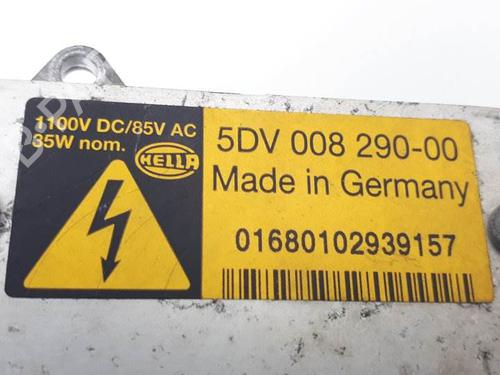 1100V DC/85V AC
35W nom.
HELLA
5DV 008 290-00
Made in Germany
01680102939157